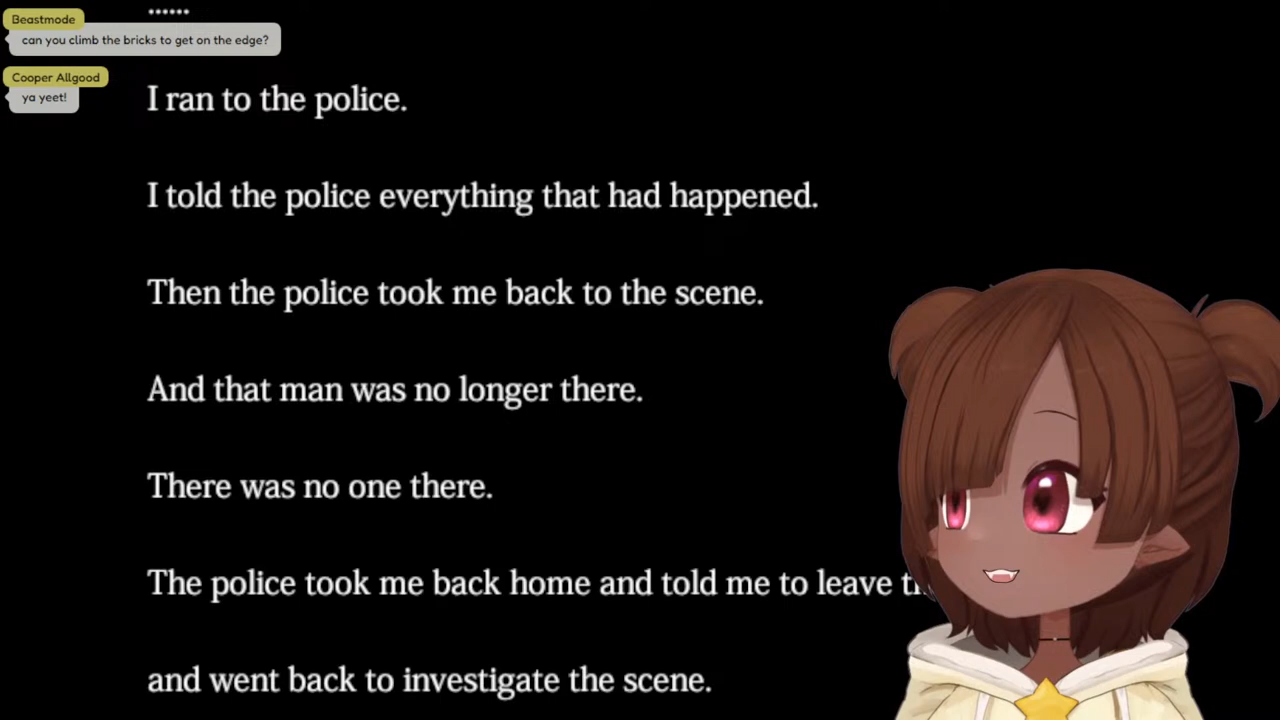 ......
Beastmode
can you climb the bricks to get on the edge?
Cooper Allgood
ya yeet!
I ran to the police.
I told the police everything that had happened.
Then the police took me back to the scene.
And that man was no longer there.
There was no one there.
The police took me back home and told me to leave
and went back to investigate the scene.